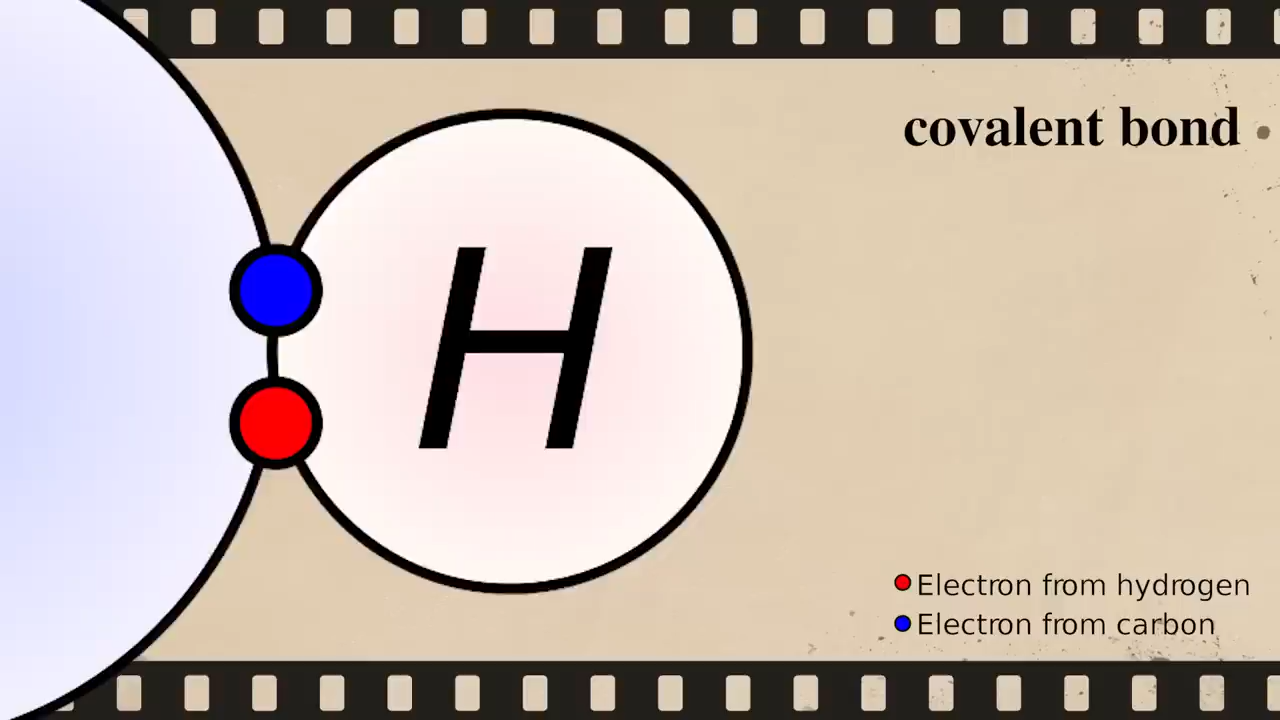 covalent bond
H
Electron from hydrogen
Electron from carbon